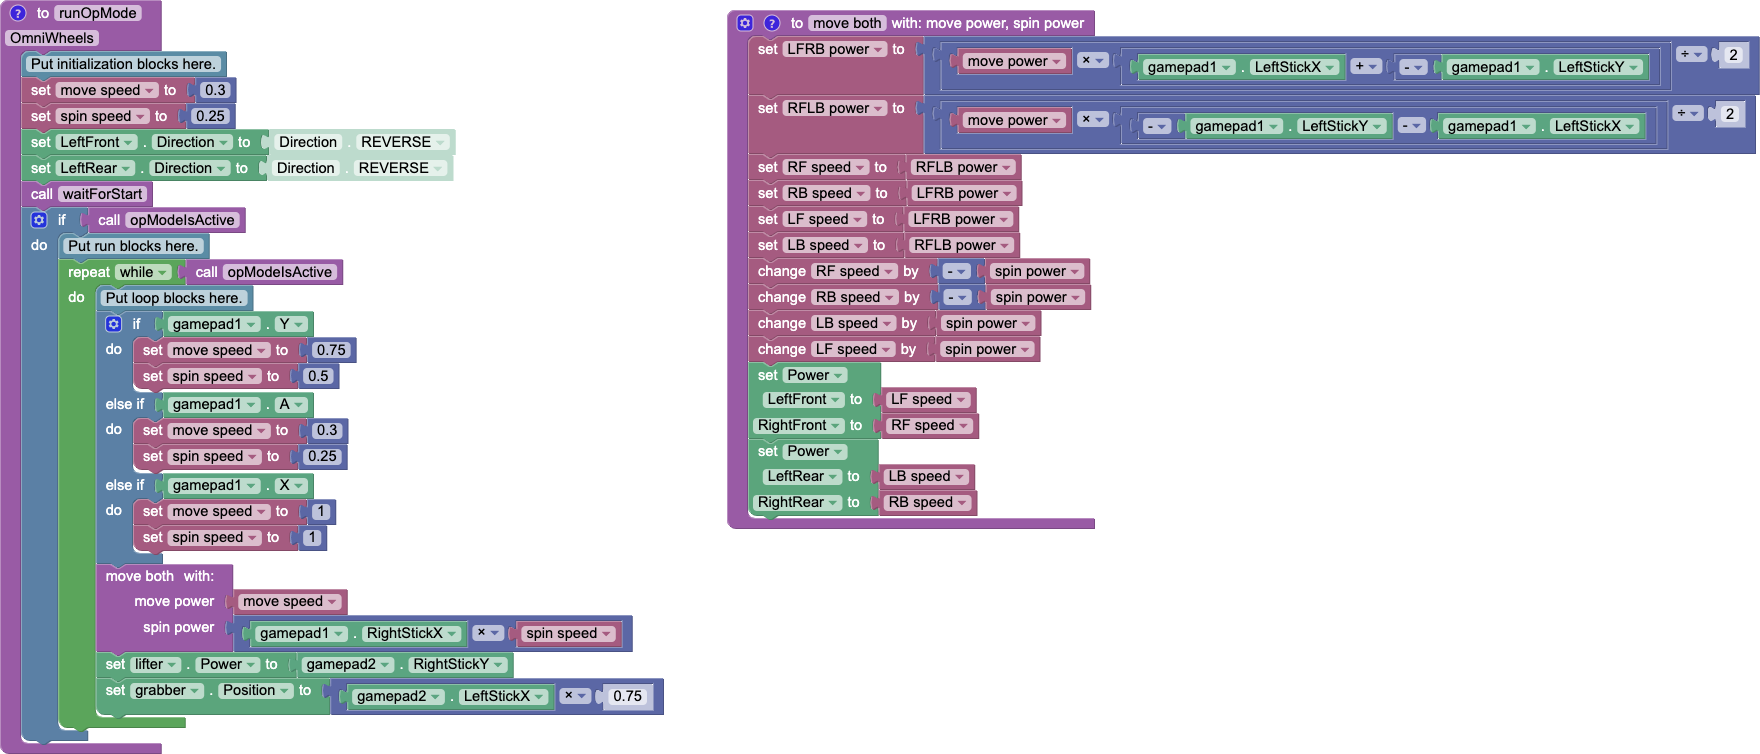 ? to runOpMode
OmniWheels
Put initialization blocks here.
set move speed to 0.3
set spin speed to 0.25
set LeftFront . Direction to Direction . REVERSE
set LeftRear . Direction to Direction . REVERSE
call waitForStart
if call opModeIsActive
do Put run blocks here.
repeat while call opModeIsActive
do Put loop blocks here.
if gamepad1 . Y
do set move speed to 0.75
set spin speed to 0.5
else if gamepad1 . A
do set move speed to 0.3
set spin speed to 0.25
else if gamepad1 . X
do set move speed to 1
set spin speed to 1
move both with:
move power move speed
spin power gamepad1 . RightStickX × spin speed
set lifter . Power to gamepad2 . RightStickY
set grabber . Position to gamepad2 . LeftStickX × 0.75
? to move both with: move power, spin power
set LFRB power to move power × gamepad1 . LeftStickX + - gamepad1 . LeftStickY ÷ 2
set RFLB power to move power × - gamepad1 . LeftStickY - gamepad1 . LeftStickX ÷ 2
set RF speed to RFLB power
set RB speed to LFRB power
set LF speed to LFRB power
set LB speed to RFLB power
change RF speed by - spin power
change RB speed by - spin power
change LB speed by spin power
change LF speed by spin power
set Power
LeftFront to LF speed
RightFront to RF speed
set Power
LeftRear to LB speed
RightRear to RB speed